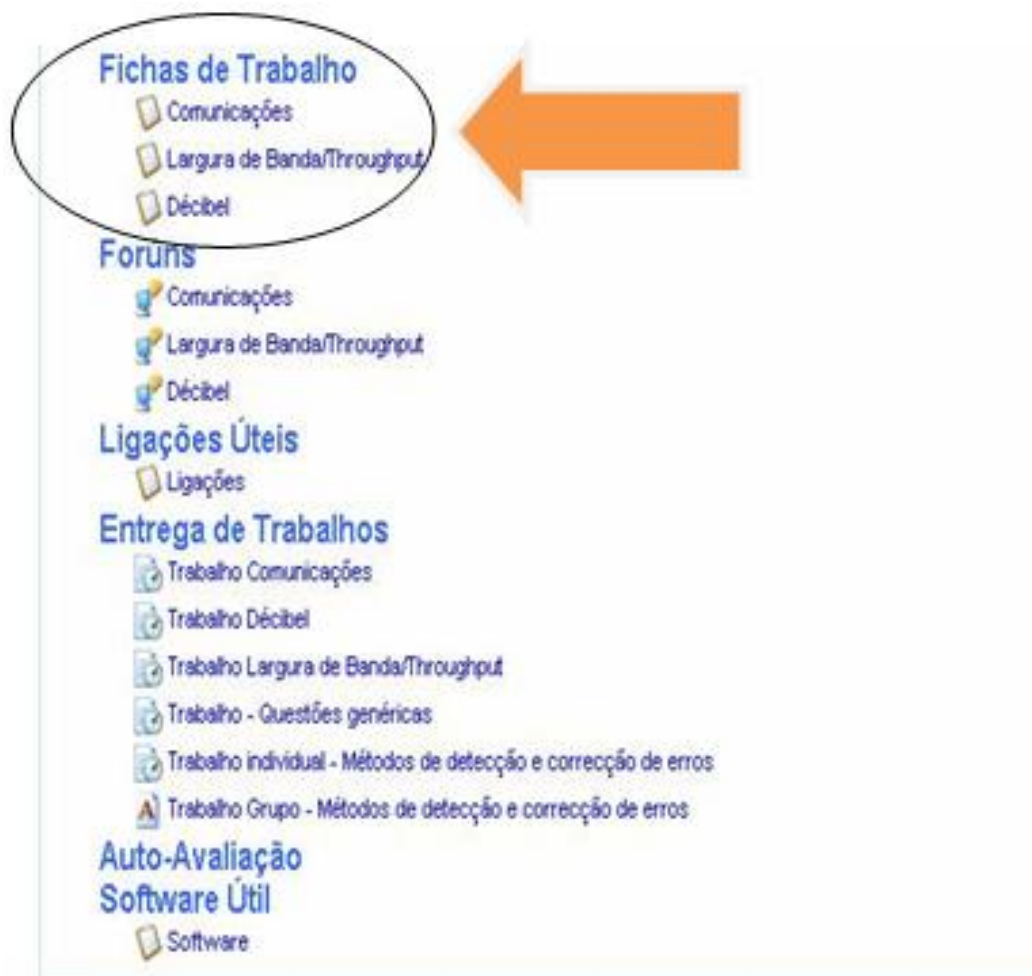 Fichas de Trabalho
Comunicações
Largura de Banda/Throughput
Décibel
Foruns
Comunicações
Largura de Banda/Throughput
Décibel
Ligações Úteis
Ligações
Entrega de Trabalhos
Trabalho Comunicações
Trabalho Décibel
Trabalho Largura de Banda/Throughput
Trabalho - Questões genéricas
Trabalho individual - Métodos de detecção e correcção de erros
Trabalho Grupo - Métodos de detecção e correcção de erros
Auto-Avaliação
Software Útil
Software